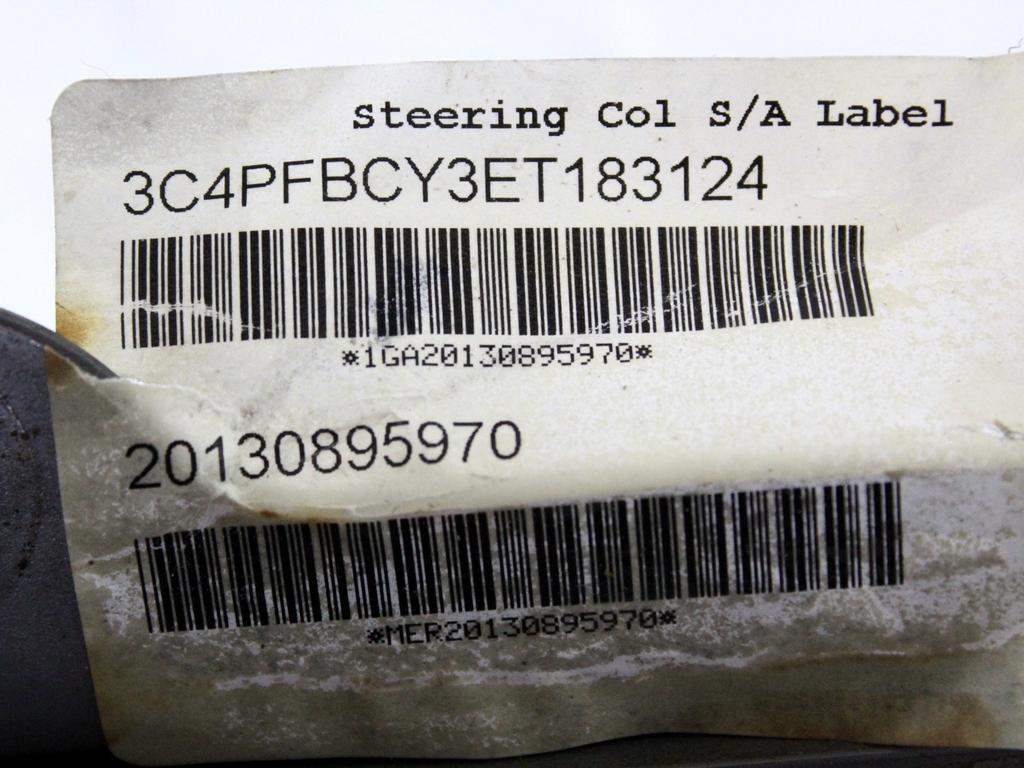 Steering Col S/A Label
3C4PFBCY3ET183124
*1GA20130895970*
20130895970
*MER20130895970*